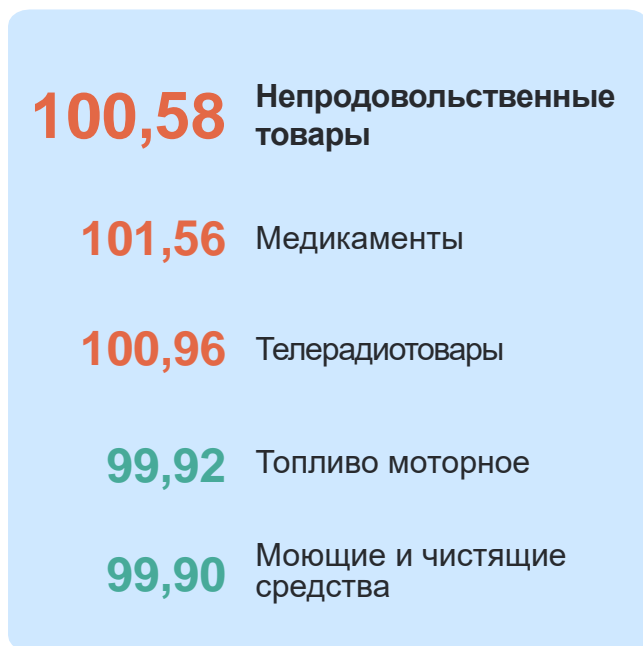 100,58 Непродовольственные
товары
101,56 Медикаменты
100,96 Телерадиотовары
99,92 Топливо моторное
99,90 Моющие и чистящие
средства